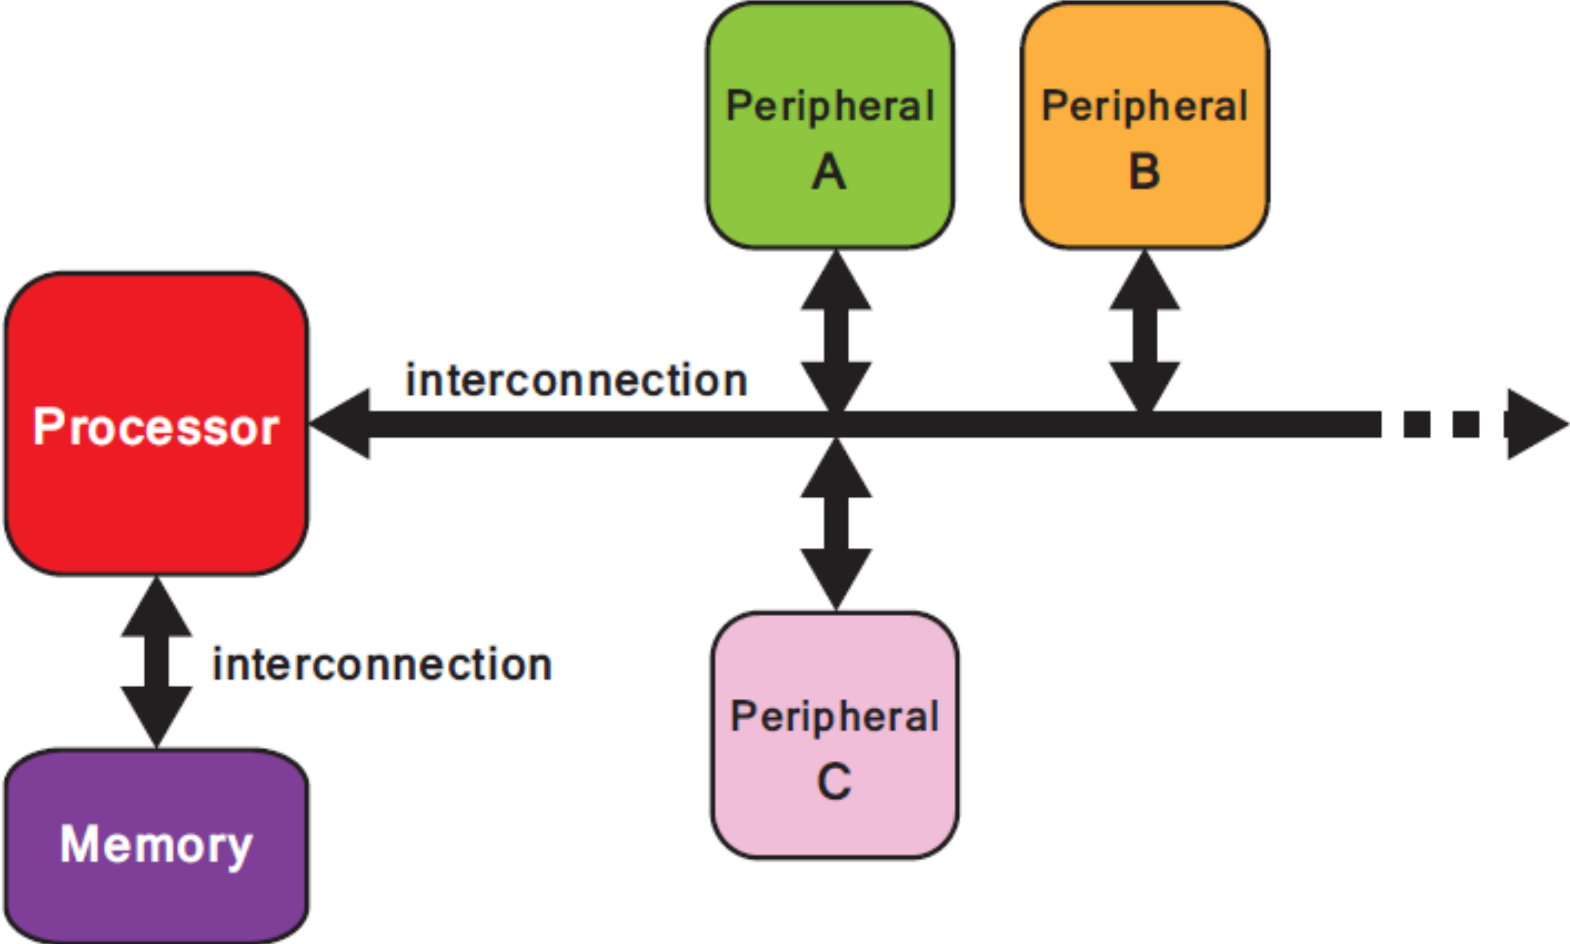 Peripheral
A
Peripheral
B
interconnection
Processor
interconnection
Peripheral
C
Memory